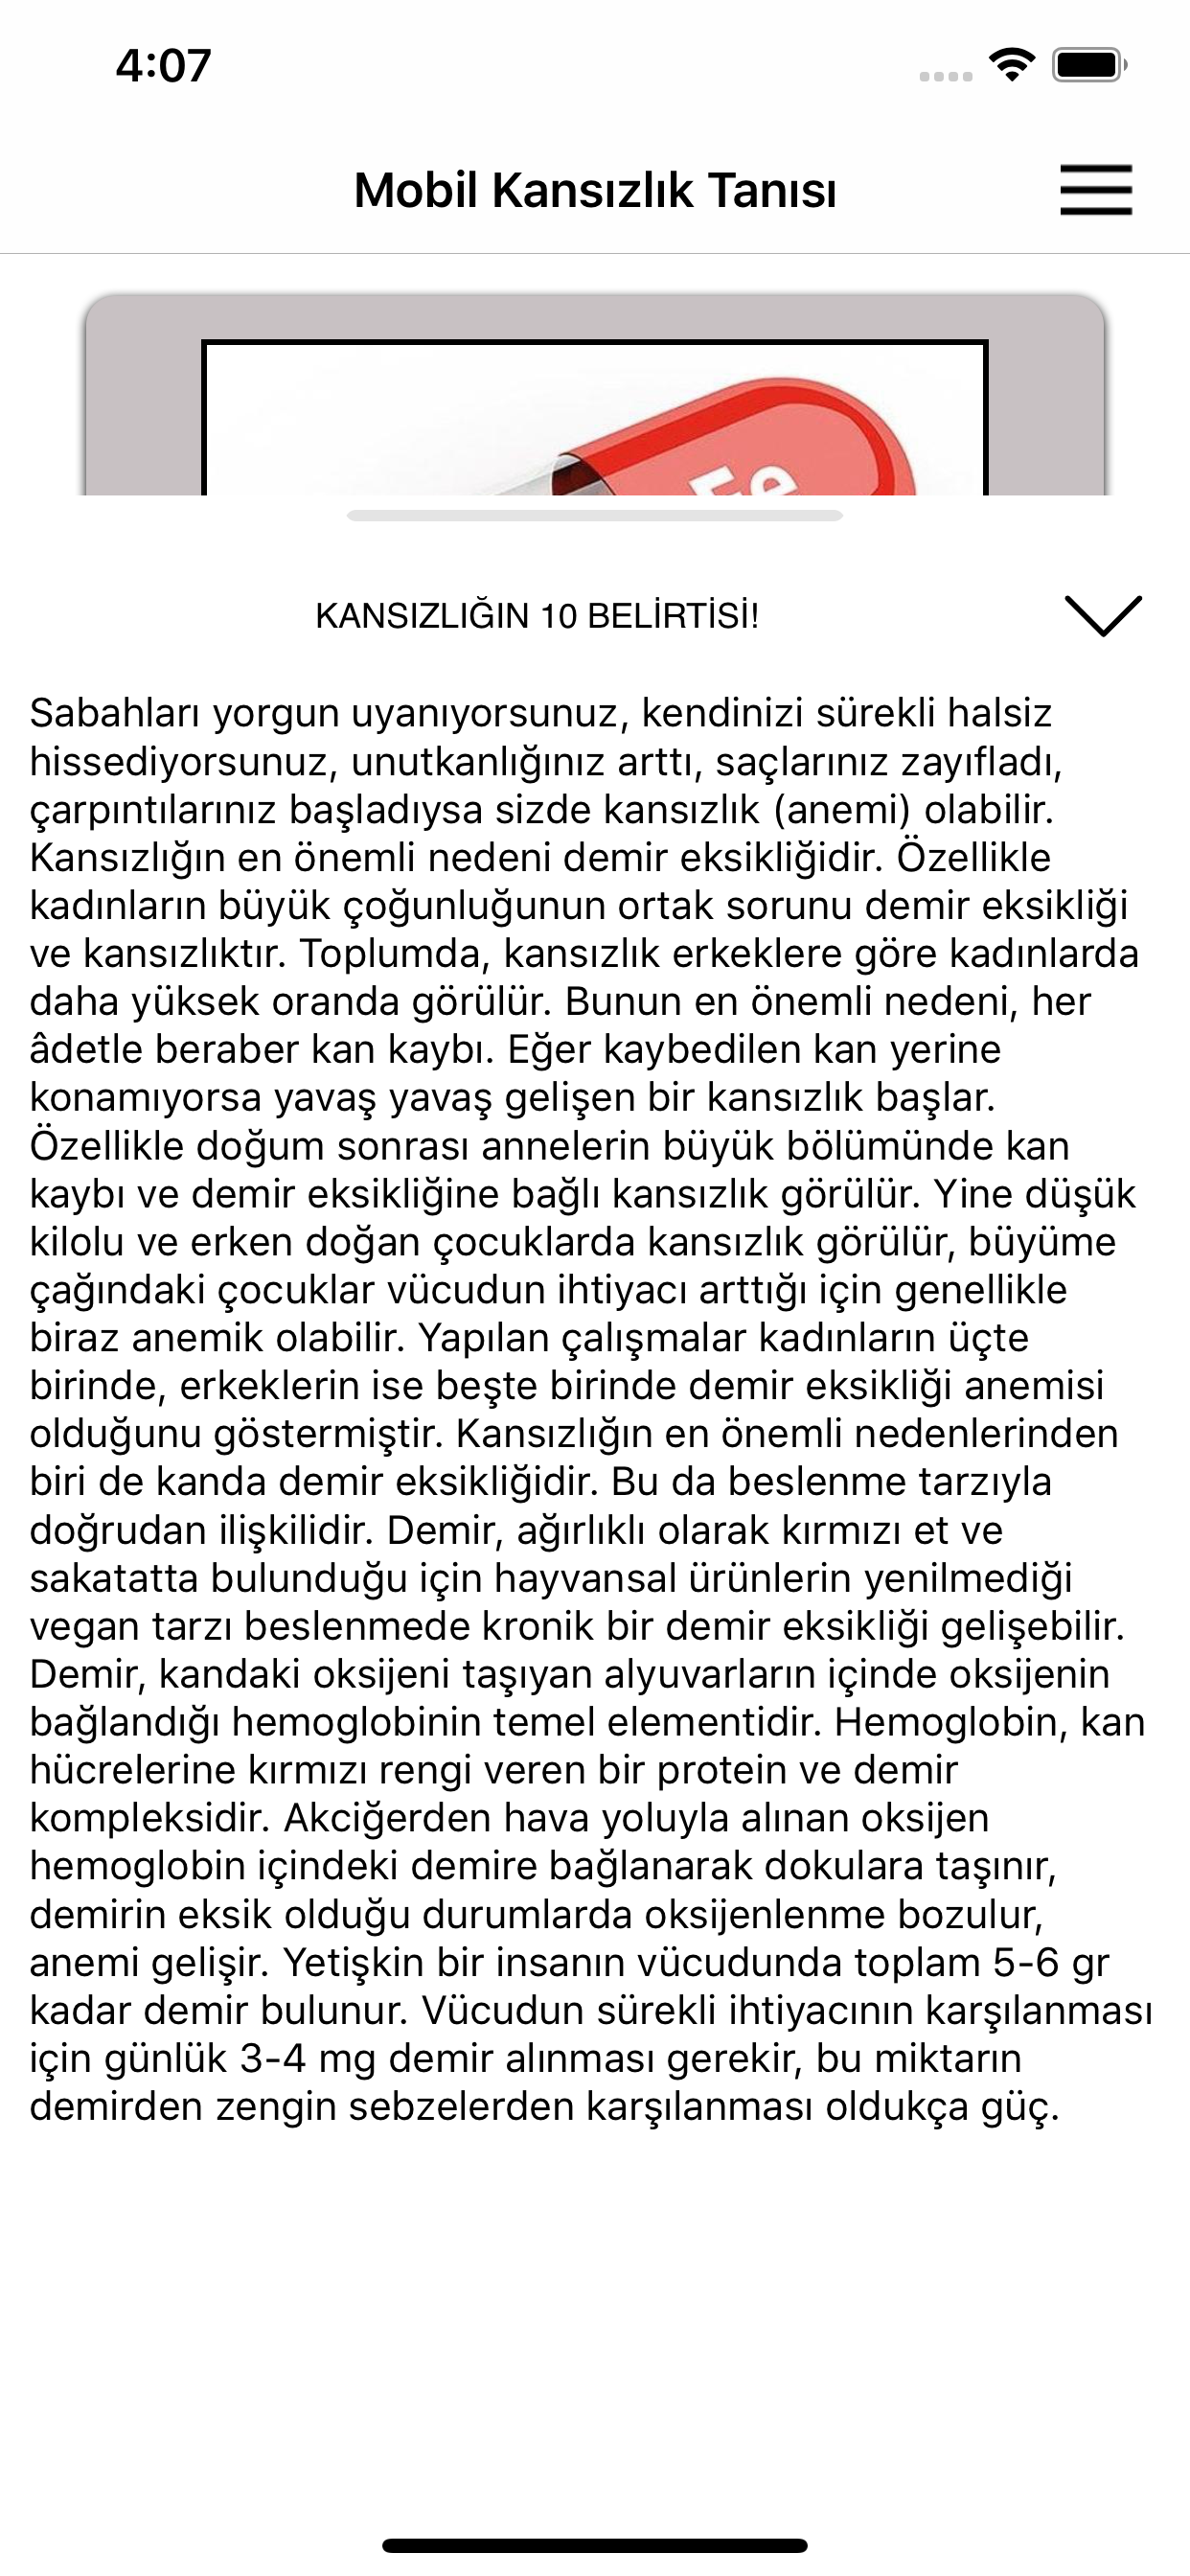 4:07
Mobil Kansızlık Tanısı
Fe
KANSIZLIĞIN 10 BELİRTİSİ!
Sabahları yorgun uyanıyorsunuz, kendinizi sürekli halsiz
hissediyorsunuz, unutkanlığınız arttı, saçlarınız zayıfladı,
çarpıntılarınız başladıysa sizde kansızlık (anemi) olabilir.
Kansızlığın en önemli nedeni demir eksikliğidir. Özellikle
kadınların büyük çoğunluğunun ortak sorunu demir eksikliği
ve kansızlıktır. Toplumda, kansızlık erkeklere göre kadınlarda
daha yüksek oranda görülür. Bunun en önemli nedeni, her
âdetle beraber kan kaybı. Eğer kaybedilen kan yerine
konamıyorsa yavaş yavaş gelişen bir kansızlık başlar.
Özellikle doğum sonrası annelerin büyük bölümünde kan
kaybı ve demir eksikliğine bağlı kansızlık görülür. Yine düşük
kilolu ve erken doğan çocuklarda kansızlık görülür, büyüme
çağındaki çocuklar vücudun ihtiyacı arttığı için genellikle
biraz anemik olabilir. Yapılan çalışmalar kadınların üçte
birinde, erkeklerin ise beşte birinde demir eksikliği anemisi
olduğunu göstermiştir. Kansızlığın en önemli nedenlerinden
biri de kanda demir eksikliğidir. Bu da beslenme tarzıyla
doğrudan ilişkilidir. Demir, ağırlıklı olarak kırmızı et ve
sakatatta bulunduğu için hayvansal ürünlerin yenilmediği
vegan tarzı beslenmede kronik bir demir eksikliği gelişebilir.
Demir, kandaki oksijeni taşıyan alyuvarların içinde oksijenin
bağlandığı hemoglobinin temel elementidir. Hemoglobin, kan
hücrelerine kırmızı rengi veren bir protein ve demir
kompleksidir. Akciğerden hava yoluyla alınan oksijen
hemoglobin içindeki demire bağlanarak dokulara taşınır,
demirin eksik olduğu durumlarda oksijenlenme bozulur,
anemi gelişir. Yetişkin bir insanın vücudunda toplam 5-6 gr
kadar demir bulunur. Vücudun sürekli ihtiyacının karşılanması
için günlük 3-4 mg demir alınması gerekir, bu miktarın
demirden zengin sebzelerden karşılanması oldukça güç.